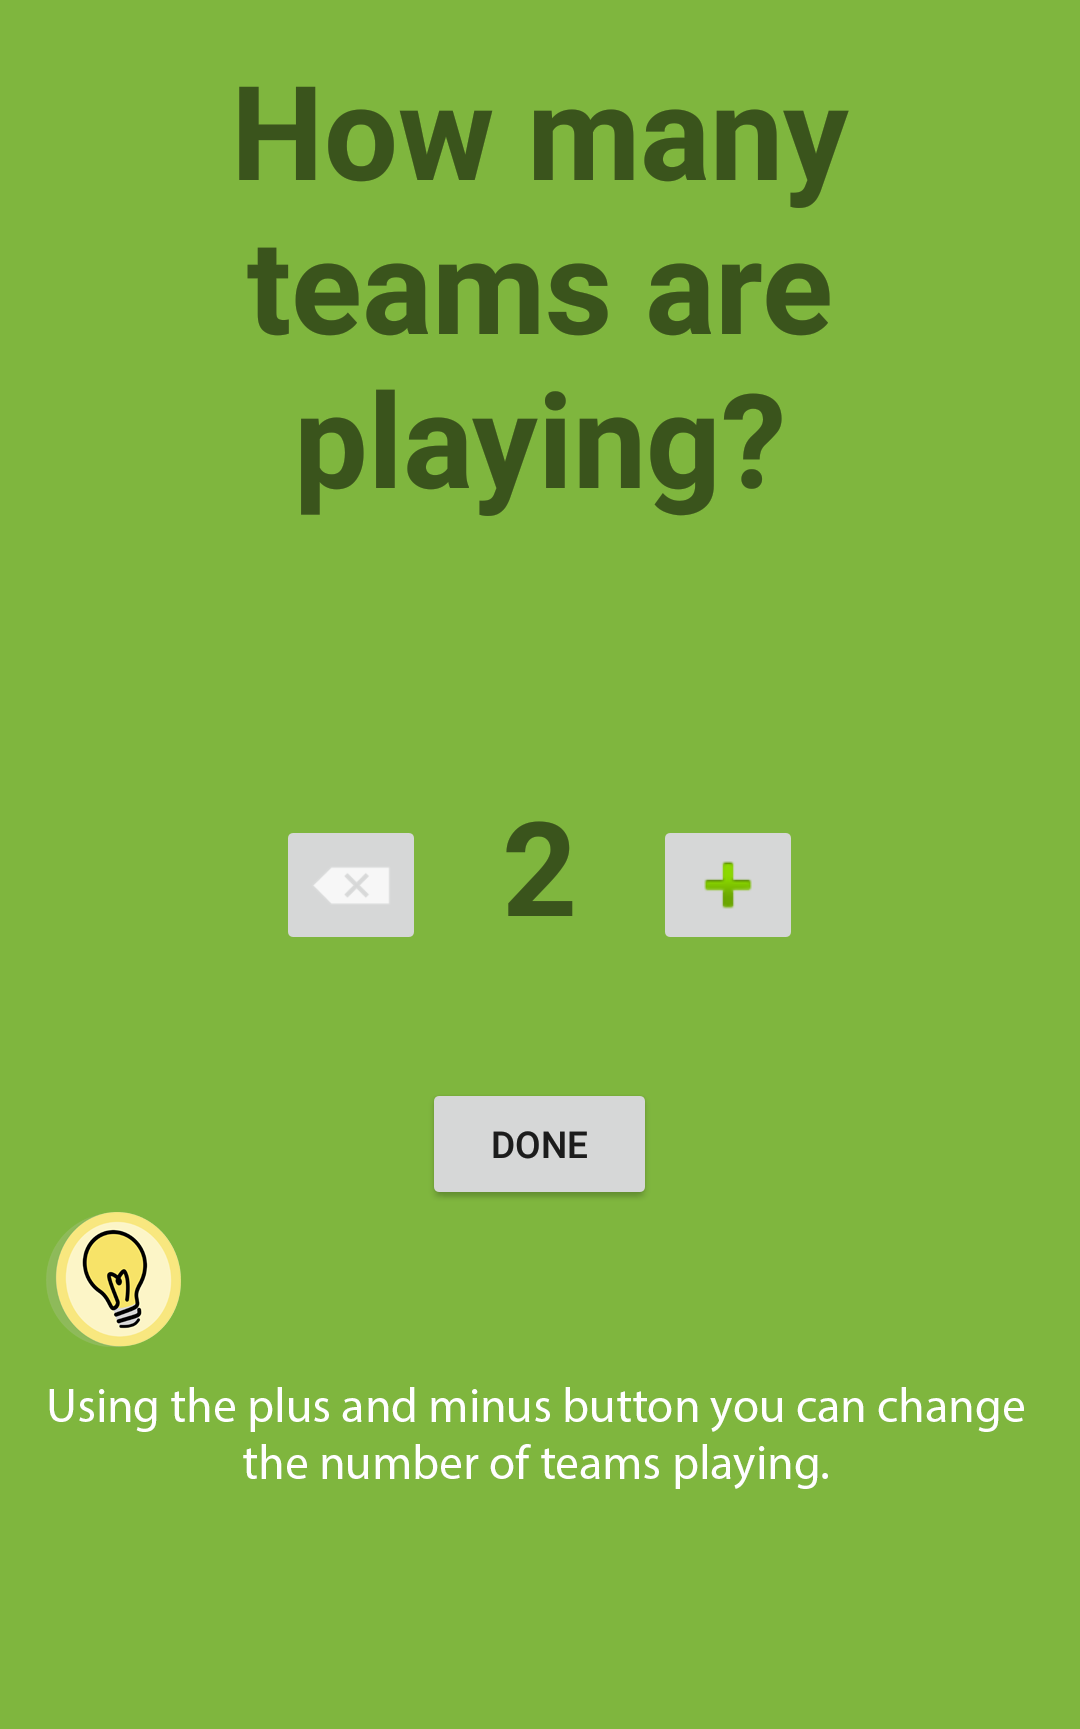 How many
teams are
playing?
2
DONE
Using the plus and minus button you can change
the number of teams playing.